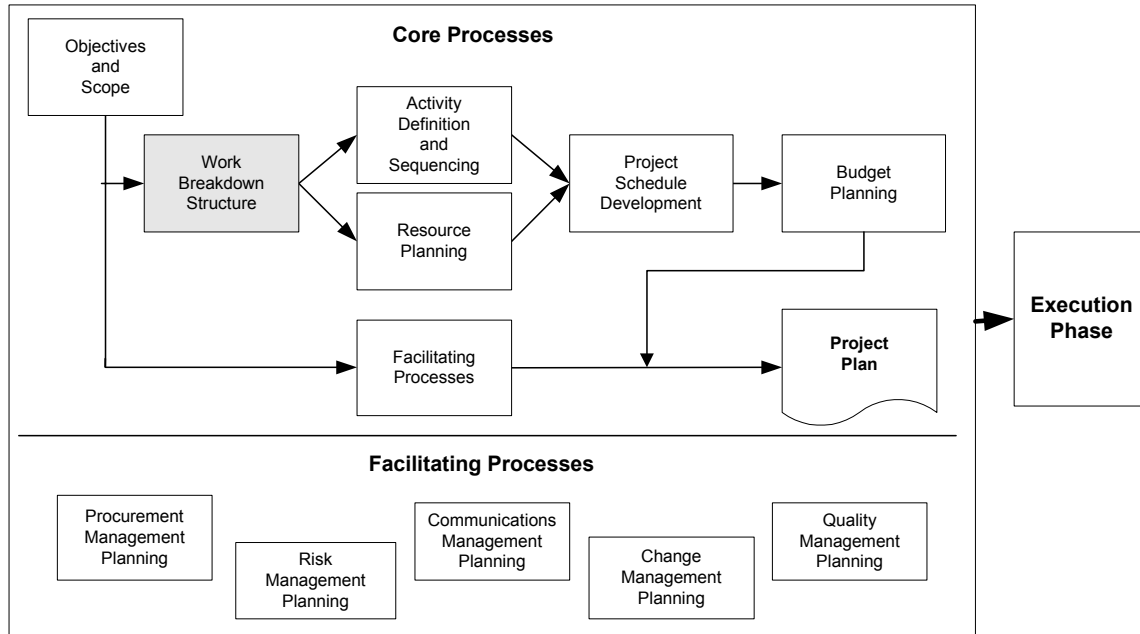 Core Processes
Objectives
and
Scope
Work
Breakdown
Structure
Activity
Definition
and
Sequencing
Resource
Planning
Project
Schedule
Development
Budget
Planning
Facilitating
Processes
Project
Plan
Execution
Phase
Facilitating Processes
Procurement
Management
Planning
Risk
Management
Planning
Communications
Management
Planning
Change
Management
Planning
Quality
Management
Planning